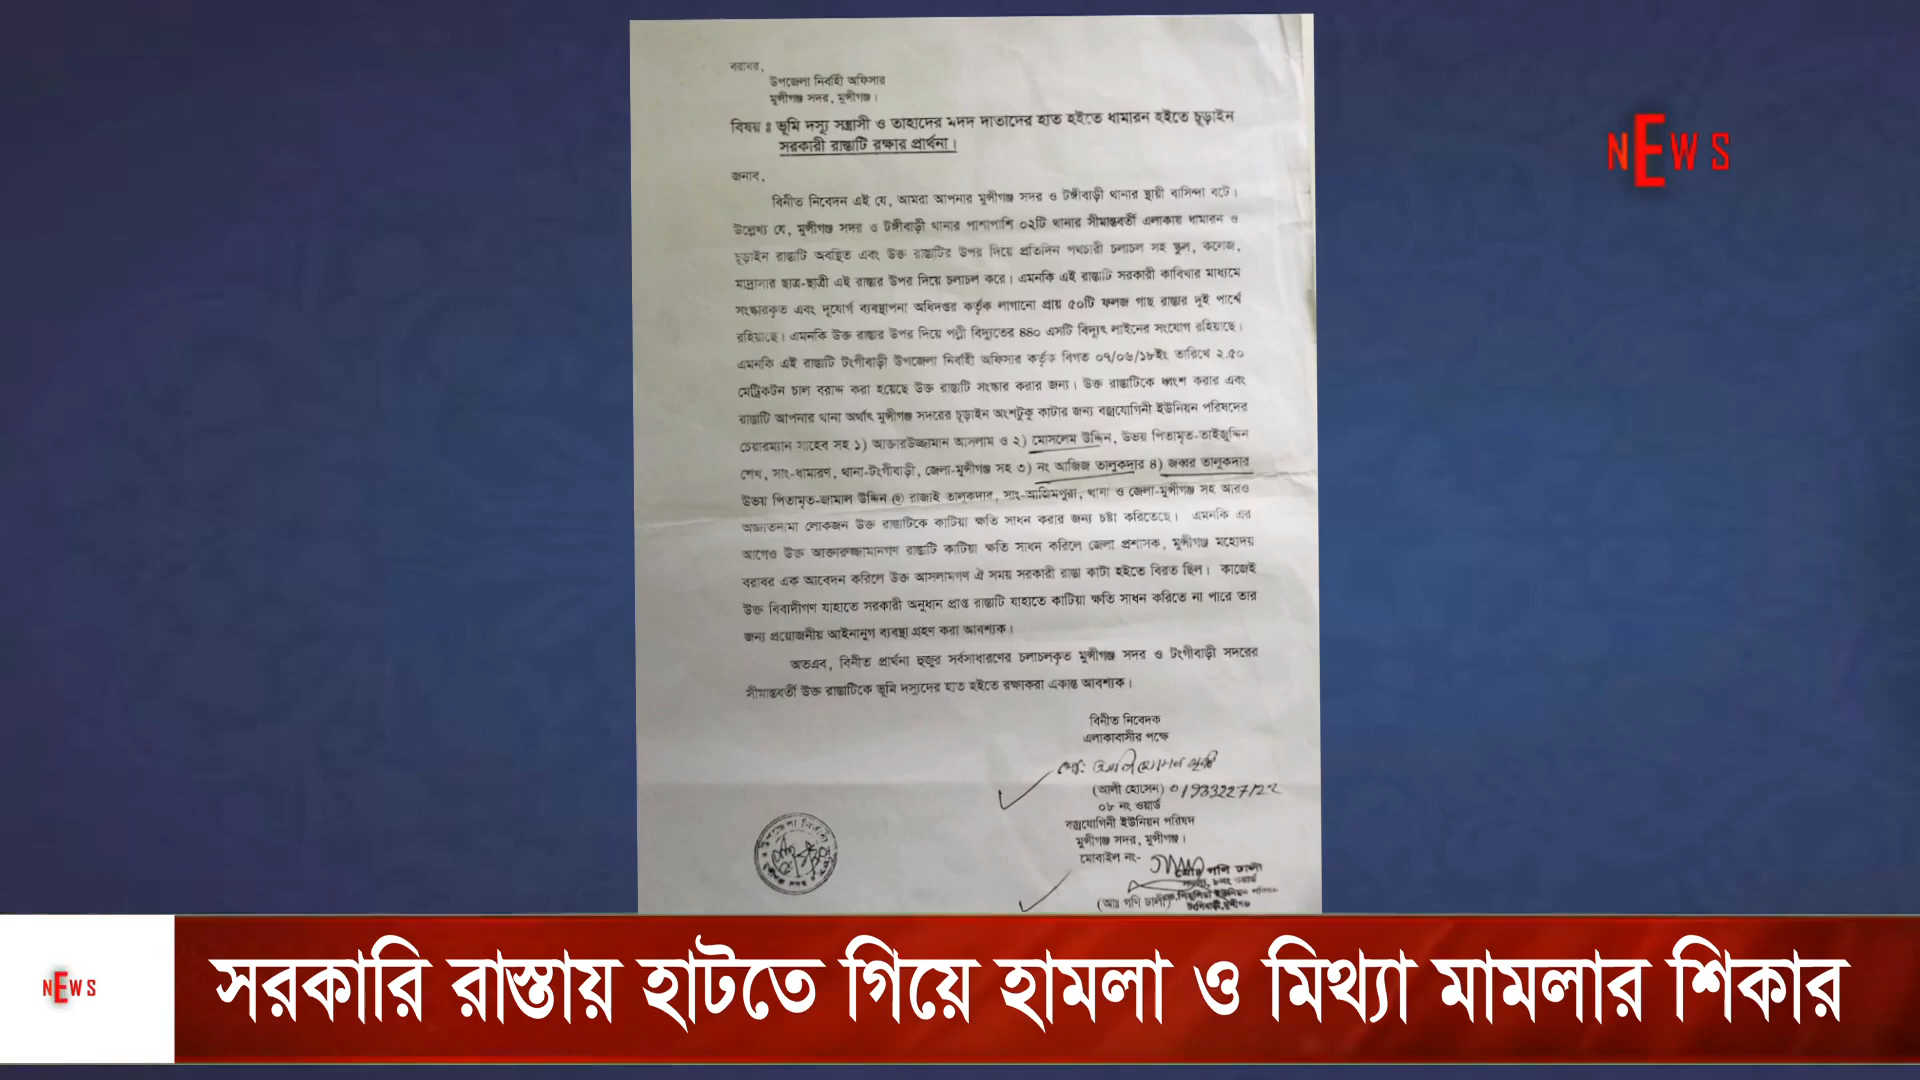 বরাবর,
উপজেলা নির্বাহী অফিসার
মুন্সীগঞ্জ সদর, মুন্সীগঞ্জ।
বিষয় ঃ ভূমি দস্যূ সন্ত্রাসী ও তাহাদের মদদ দাতাদের হাত হইতে ধামারন হইতে চূড়াইন
সরকারী রাস্তাটি রক্ষার প্রার্থনা।
জনাব,
বিনীত নিবেদন এই যে, আমরা আপনার মুন্সীগঞ্জ সদর ও টঙ্গীবাড়ী থানার স্থায়ী বাসিন্দা বটে।
উল্লেখ্য যে, মুন্সীগঞ্জ সদর ও টঙ্গীবাড়ী থানার পাশাপাশি ০২টি থানার সীমান্তবর্তী এলাকায় ধামারন ও
চূড়াইন রাস্তাটি অবস্থিত এবং উক্ত রাস্তাটির উপর দিয়ে প্রতিদিন পথচারী চলাচল সহ স্কুল, কলেজ,
মাদ্রাসার ছাত্র-ছাত্রী এই রাস্তার উপর দিয়ে চলাচল করে। এমনকি এই রাস্তাটি সরকারী কাবিখার মাধ্যমে
সংস্কারকৃত এবং দূযোর্গ ব্যবস্থাপনা অধিদপ্তর কর্তৃক লাগানো প্রায় ৫০টি ফলজ গাছ রাস্তার দুই পার্শ্বে
রহিয়াছে। এমনকি উক্ত রাস্তার উপর দিয়ে পল্লী বিদ্যুতের ৪৪০ এসটি বিদ্যুৎ লাইনের সংযোগ রহিয়াছে।
এমনকি এই রাস্তাটি টংগীবাড়ী উপজেলা নির্বাহী অফিসার কর্তৃক বিগত ০৭/০৬/১৮ইং তারিখে ২.৫০
মেট্রিকটন চাল বরাদ্দ করা হয়েছে উক্ত রাস্তাটি সংস্কার করার জন্য। উক্ত রাস্তাটিকে ধ্বংশ করার এবং
রাস্তাটি আপনার থানা অর্থাৎ মুন্সীগঞ্জ সদরের চূড়াইন অংশটুকু কাটার জন্য বজ্রযোগিনী ইউনিয়ন পরিষদের
চেয়ারম্যান সাহেব সহ ১) আক্তারউজ্জামান আসলাম ও ২) মোসলেম উদ্দিন, উভয় পিতামৃত-তাইজুদ্দিন
শেখ, সাং-ধামারণ, থানা-টংগীবাড়ী, জেলা-মুন্সীগঞ্জ সহ ৩) নং আজিজ তালুকদার ৪) জব্বর তালুকদার
উভয় পিতামৃত-জামাল উদ্দিন রাজাই তালুকদার, সাং-আজিমপুরা, থানা ও জেলা-মুন্সীগঞ্জ সহ আরও
অজ্ঞাতনামা লোকজন উক্ত রাস্তাটিকে কাটিয়া ক্ষতি সাধন করার জন্য চষ্টা করিতেছে। এমনকি এর
আগেও উক্ত আক্তারুজ্জামানগণ রাস্তাটি কাটিয়া ক্ষতি সাধন করিলে জেলা প্রশাসক, মুন্সীগঞ্জ মহোদয়
বরাবর এক আবেদন করিলে উক্ত আসলামগণ ঐ সময় সরকারী রাস্তা কাটা হইতে বিরত ছিল। কাজেই
উক্ত বিবাদীগণ যাহাতে সরকারী অনুধান প্রাপ্ত রাস্তাটি যাহাতে কাটিয়া ক্ষতি সাধন করিতে না পারে তার
জন্য প্রয়োজনীয় আইনানুগ ব্যবস্থা গ্রহণ করা আবশ্যক।
অতএব, বিনীত প্রার্থনা হুজুর সর্বসাধারণের চলাচলকৃত মুন্সীগঞ্জ সদর ও টংগীবাড়ী সদরের
সীমান্তবর্তী উক্ত রাস্তাটিকে ভূমি দস্যুদের হাত হইতে রক্ষাকরা একান্ত আবশ্যক।
বিনীত নিবেদক
এলাকাবাসীর পক্ষে
(আলী হোসেন) 01933227122
০৮ নং ওয়ার্ড
বজ্রযোগিনী ইউনিয়ন পরিষদ
মুন্সীগঞ্জ সদর, মুন্সীগঞ্জ।
মোবাইল নং-
মোঃ গনি ঢালী
(আঃ গণি ঢালী)
NEWS
NEWS
সরকারি রাস্তায় হাটতে গিয়ে হামলা ও মিথ্যা মামলার শিকার